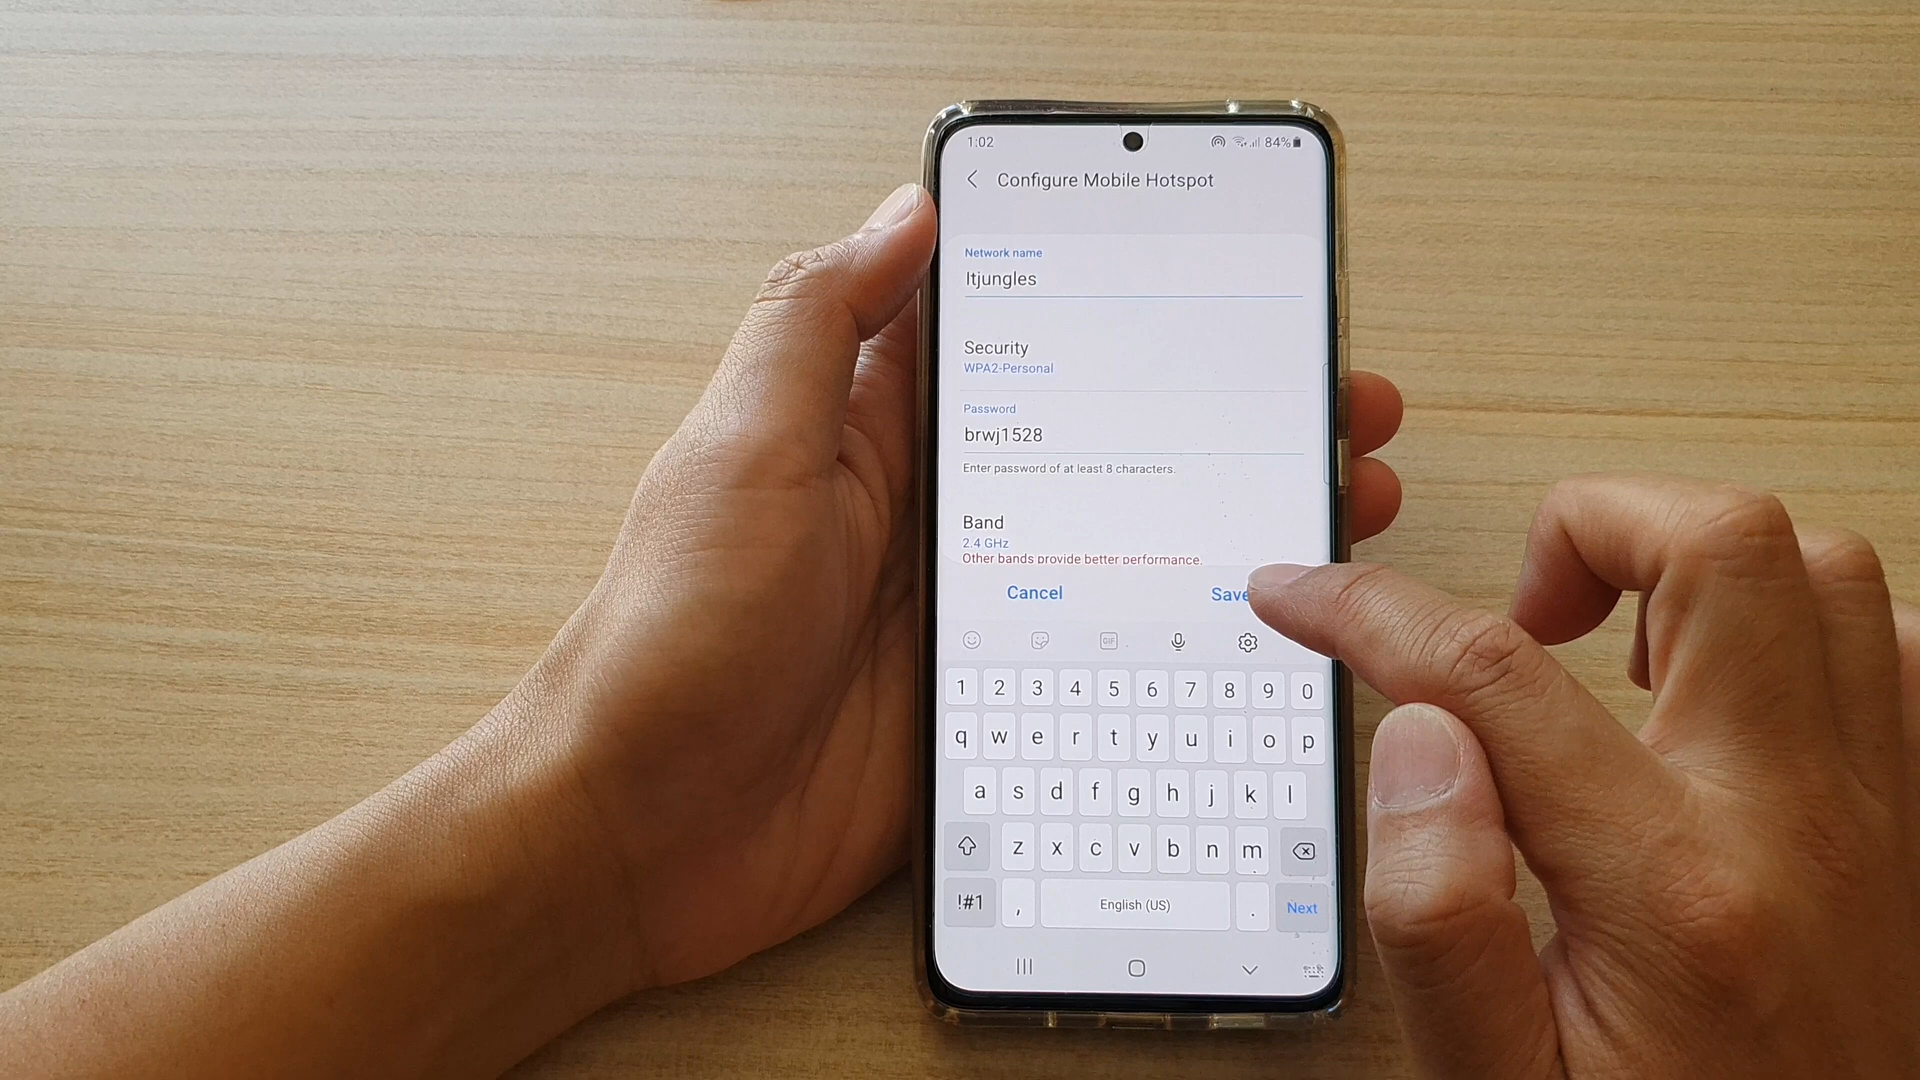 1:02 84%
Configure Mobile Hotspot
Network name
Itjungles
Security
WPA2-Personal
Password
brwj1528
Enter password of at least 8 characters.
Band
2.4 GHz
Other bands provide better performance.
Cancel Save
GIF
1 2 3 4 5 6 7 8 9 0
q w e r t y u i o p
a s d f g h j k l
z x c v b n m
!#1 , English (US) . Next